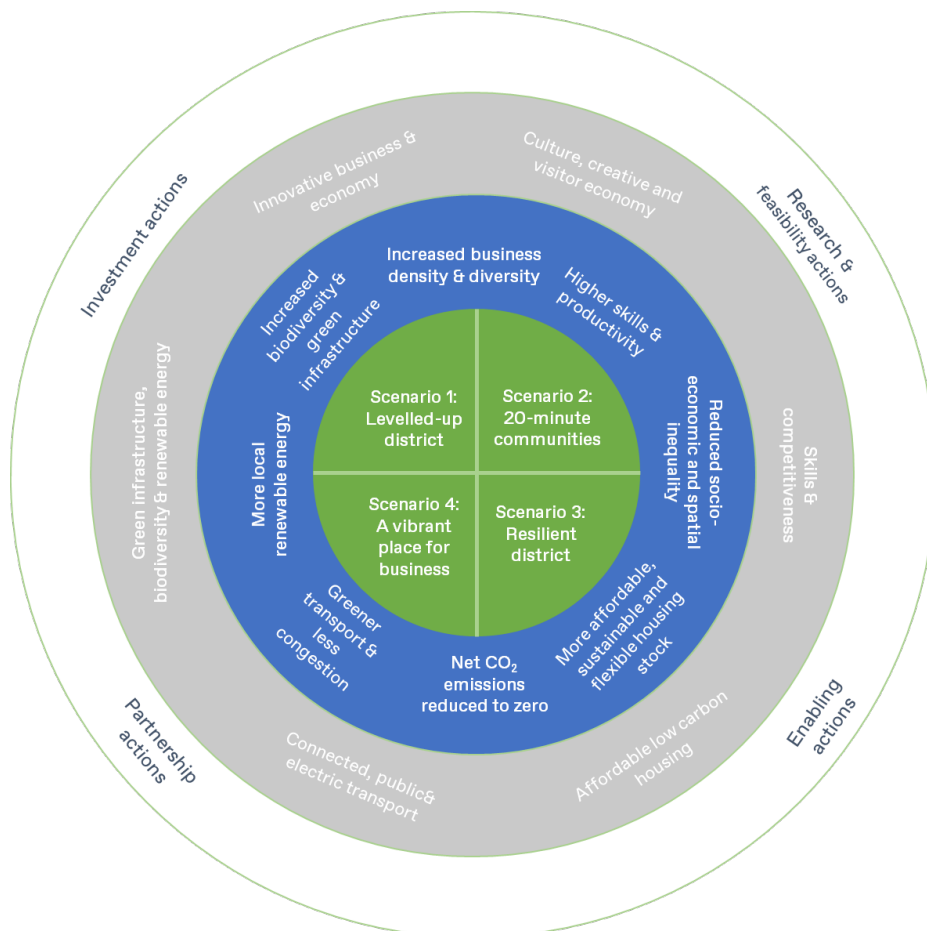 Investment actions
Research &
feasibility actions
Enabling
actions
Partnership
actions
Innovative business &
economy
Culture, creative and
visitor economy
Skills &
competitiveness
Affordable low carbon
housing
Connected, public&
electric transport
Green infrastructure,
biodiversity & renewable energy
Increased business
density & diversity
Higher skills &
productivity
Reduced socio-
economic and spatial
inequality
More affordable,
sustainable and
flexible housing
stock
Net CO₂
emissions
reduced to zero
Greener
transport &
less
congestion
More local
renewable energy
Increased
biodiversity &
green
infrastructure
Scenario 1:
Levelled-up
district
Scenario 2:
20-minute
communities
Scenario 3:
Resilient
district
Scenario 4:
A vibrant
place for
business